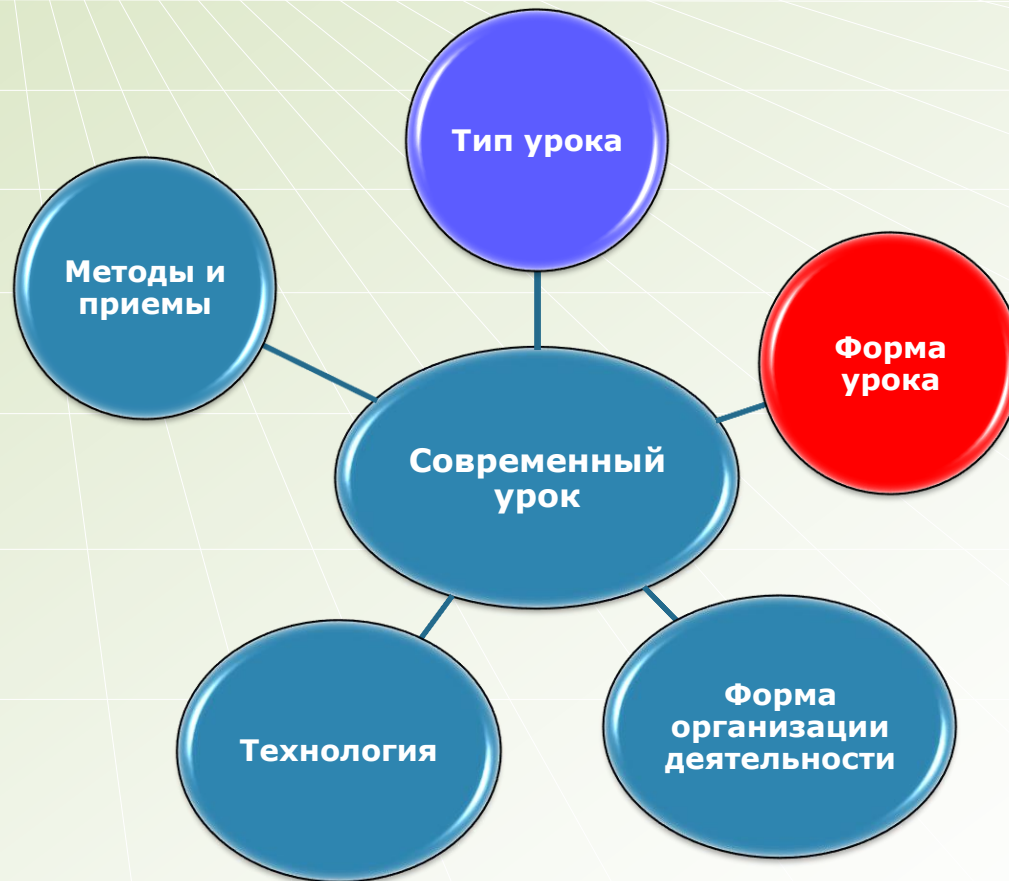 Тип урока
Методы и
приемы
Форма
урока
Современный
урок
Технология
Форма
организации
деятельности